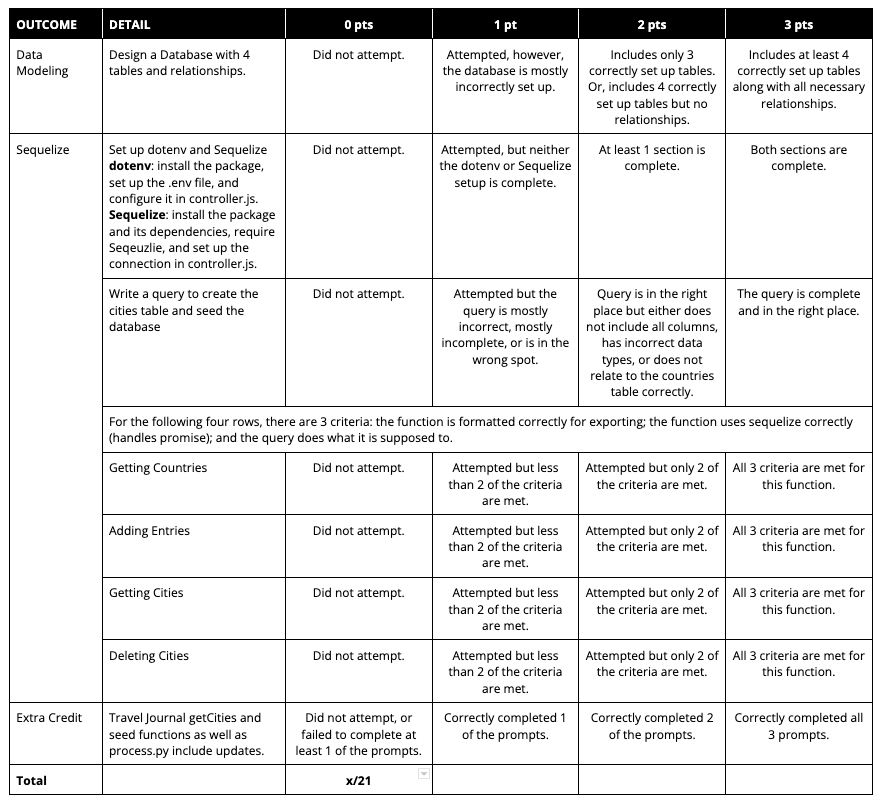 OUTCOME DETAIL 0 pts 1 pt 2 pts 3 pts
Data
Modeling
Design a Database with 4
tables and relationships.
Did not attempt.
Attempted, however,
the database is mostly
incorrectly set up.
Includes only 3
correctly set up tables.
Or, includes 4 correctly
set up tables but no
relationships.
Includes at least 4
correctly set up tables
along with all necessary
relationships.
Sequelize
Set up dotenv and Sequelize
dotenv: install the package,
set up the .env file, and
configure it in controller.js.
Sequelize: install the package
and its dependencies, require
Seqeuzlie, and set up the
connection in controller.js.
Did not attempt.
Attempted, but neither
the dotenv or Sequelize
setup is complete.
At least 1 section is
complete.
Both sections are
complete.
Write a query to create the
cities table and seed the
database
Did not attempt.
Attempted but the
query is mostly
incorrect, mostly
incomplete, or is in the
wrong spot.
Query is in the right
place but either does
not include all columns,
has incorrect data
types, or does not
relate to the countries
table correctly.
The query is complete
and in the right place.
For the following four rows, there are 3 criteria: the function is formatted correctly for exporting; the function uses sequelize correctly
(handles promise); and the query does what it is supposed to.
Getting Countries
Did not attempt.
Attempted but less
than 2 of the criteria
are met.
Attempted but only 2 of
the criteria are met.
All 3 criteria are met for
this function.
Adding Entries
Did not attempt.
Attempted but less
than 2 of the criteria
are met.
Attempted but only 2 of
the criteria are met.
All 3 criteria are met for
this function.
Getting Cities
Did not attempt.
Attempted but less
than 2 of the criteria
are met.
Attempted but only 2 of
the criteria are met.
All 3 criteria are met for
this function.
Deleting Cities
Did not attempt.
Attempted but less
than 2 of the criteria
are met.
Attempted but only 2 of
the criteria are met.
All 3 criteria are met for
this function.
Extra Credit
Travel Journal getCities and
seed functions as well as
process.py include updates.
Did not attempt, or
failed to complete at
least 1 of the prompts.
Correctly completed 1
of the prompts.
Correctly completed 2
of the prompts.
Correctly completed all
3 prompts.
Total x/21